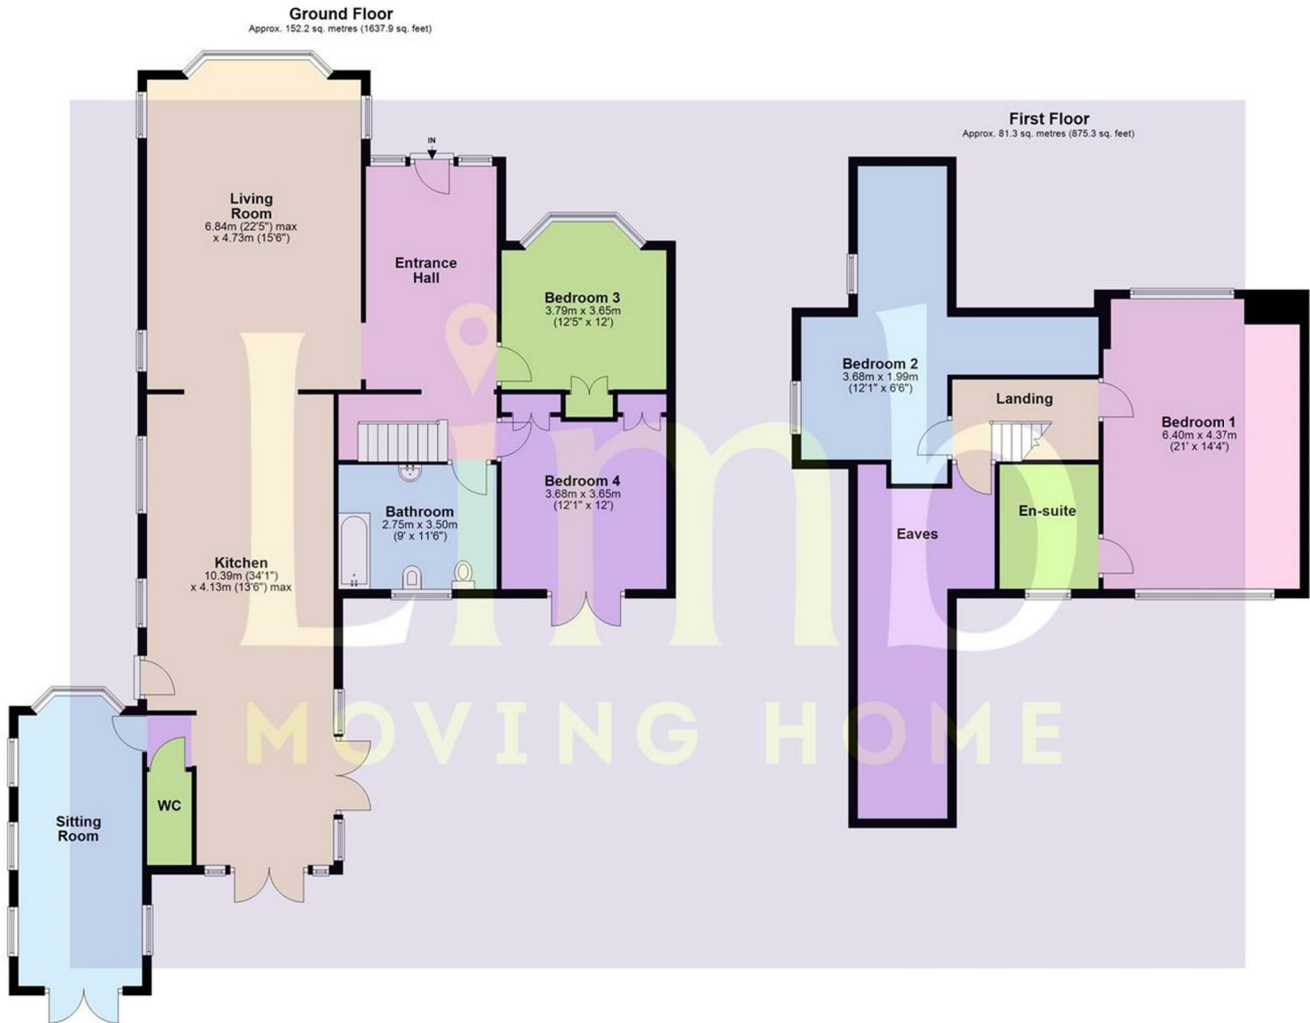 Ground Floor
Approx. 152.2 sq. metres (1637.9 sq. feet)
First Floor
Approx. 81.3 sq. metres (875.3 sq. feet)
IN
Living
Room
6.84m (22'5") max
x 4.73m (15'6")
Entrance
Hall
Bedroom 3
3.79m x 3.65m
(12'5" x 12')
Bedroom 2
3.68m x 1.99m
(12'1" x 6'6")
Landing
Bedroom 1
6.40m x 4.37m
(21' x 14'4")
Bedroom 4
3.68m x 3.65m
(12'1" x 12')
Bathroom
2.75m x 3.50m
(9' x 11'6")
En-suite
Eaves
Kitchen
10.39m (34'1")
x 4.13m (13'6") max
WC
Sitting
Room
Limb
MOVING HOME